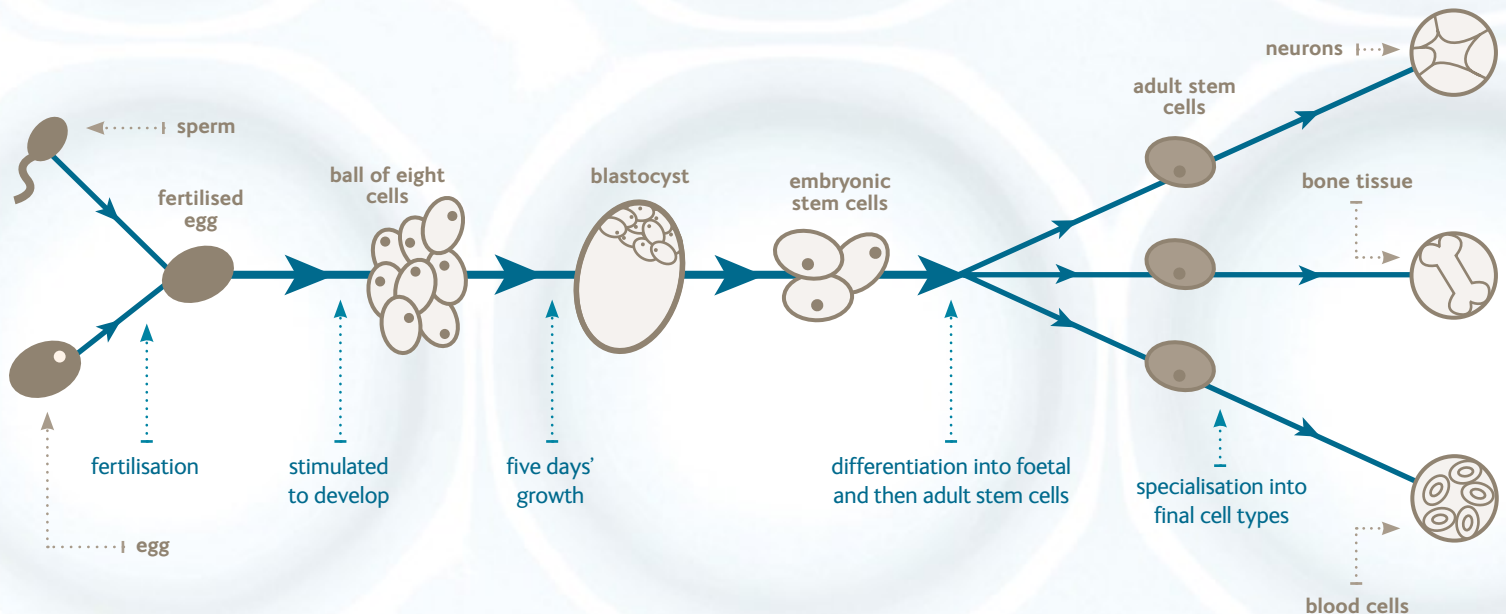 sperm
fertilised
egg
egg
fertilisation
ball of eight
cells
stimulated
to develop
blastocyst
five days’
growth
embryonic
stem cells
differentiation into foetal
and then adult stem cells
adult stem
cells
specialisation into
final cell types
neurons
bone tissue
blood cells